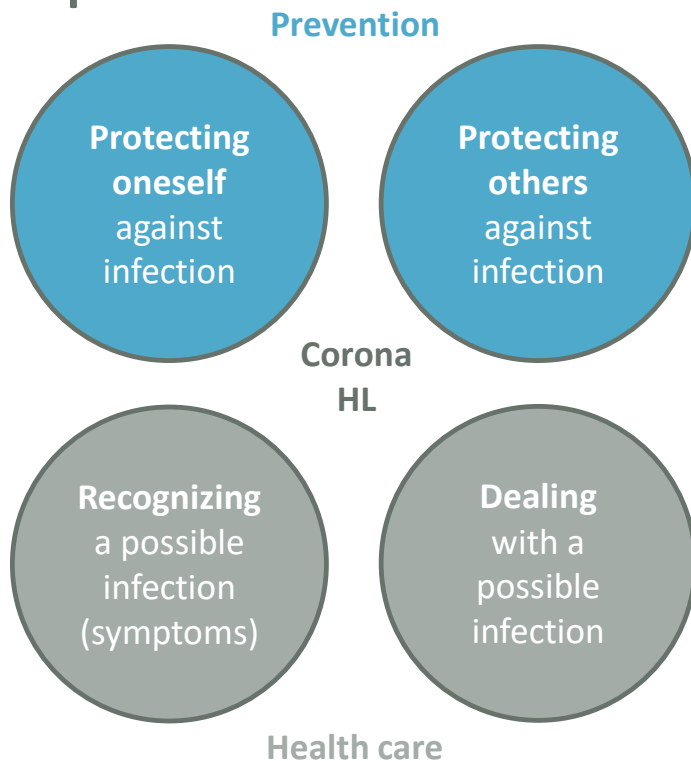 Prevention
Protecting
oneself
against
infection
Protecting
others
against
infection
Corona
HL
Recognizing
a possible
infection
(symptoms)
Dealing
with a
possible
infection
Health care